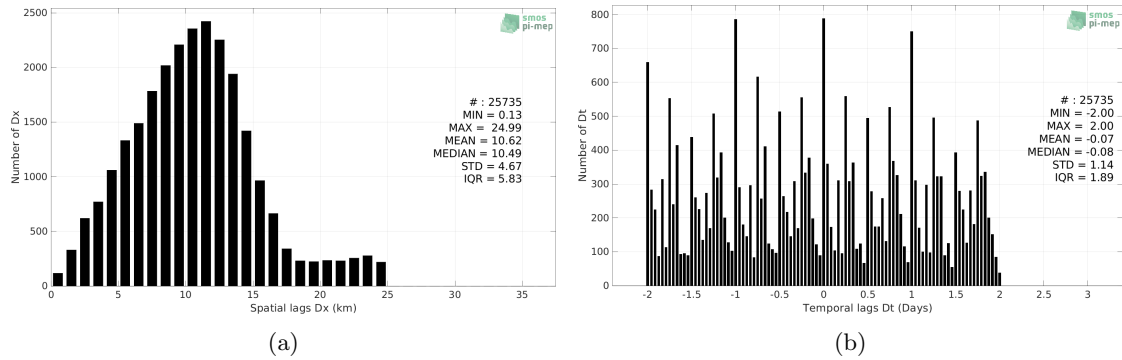 2500
2000
1500
1000
500
0
0 5 10 15 20 25 30 35
Number of Dx
Spatial lags Dx (km)
smos
pi-mep
# : 25735
MIN = 0.13
MAX = 24.99
MEAN = 10.62
MEDIAN = 10.49
STD = 4.67
IQR = 5.83
(a)
800
700
600
500
400
300
200
100
0
-2 -1.5 -1 -0.5 0 0.5 1 1.5 2 2.5 3
Number of Dt
Temporal lags Dt (Days)
smos
pi-mep
# : 25735
MIN = -2.00
MAX = 2.00
MEAN = -0.07
MEDIAN = -0.08
STD = 1.14
IQR = 1.89
(b)